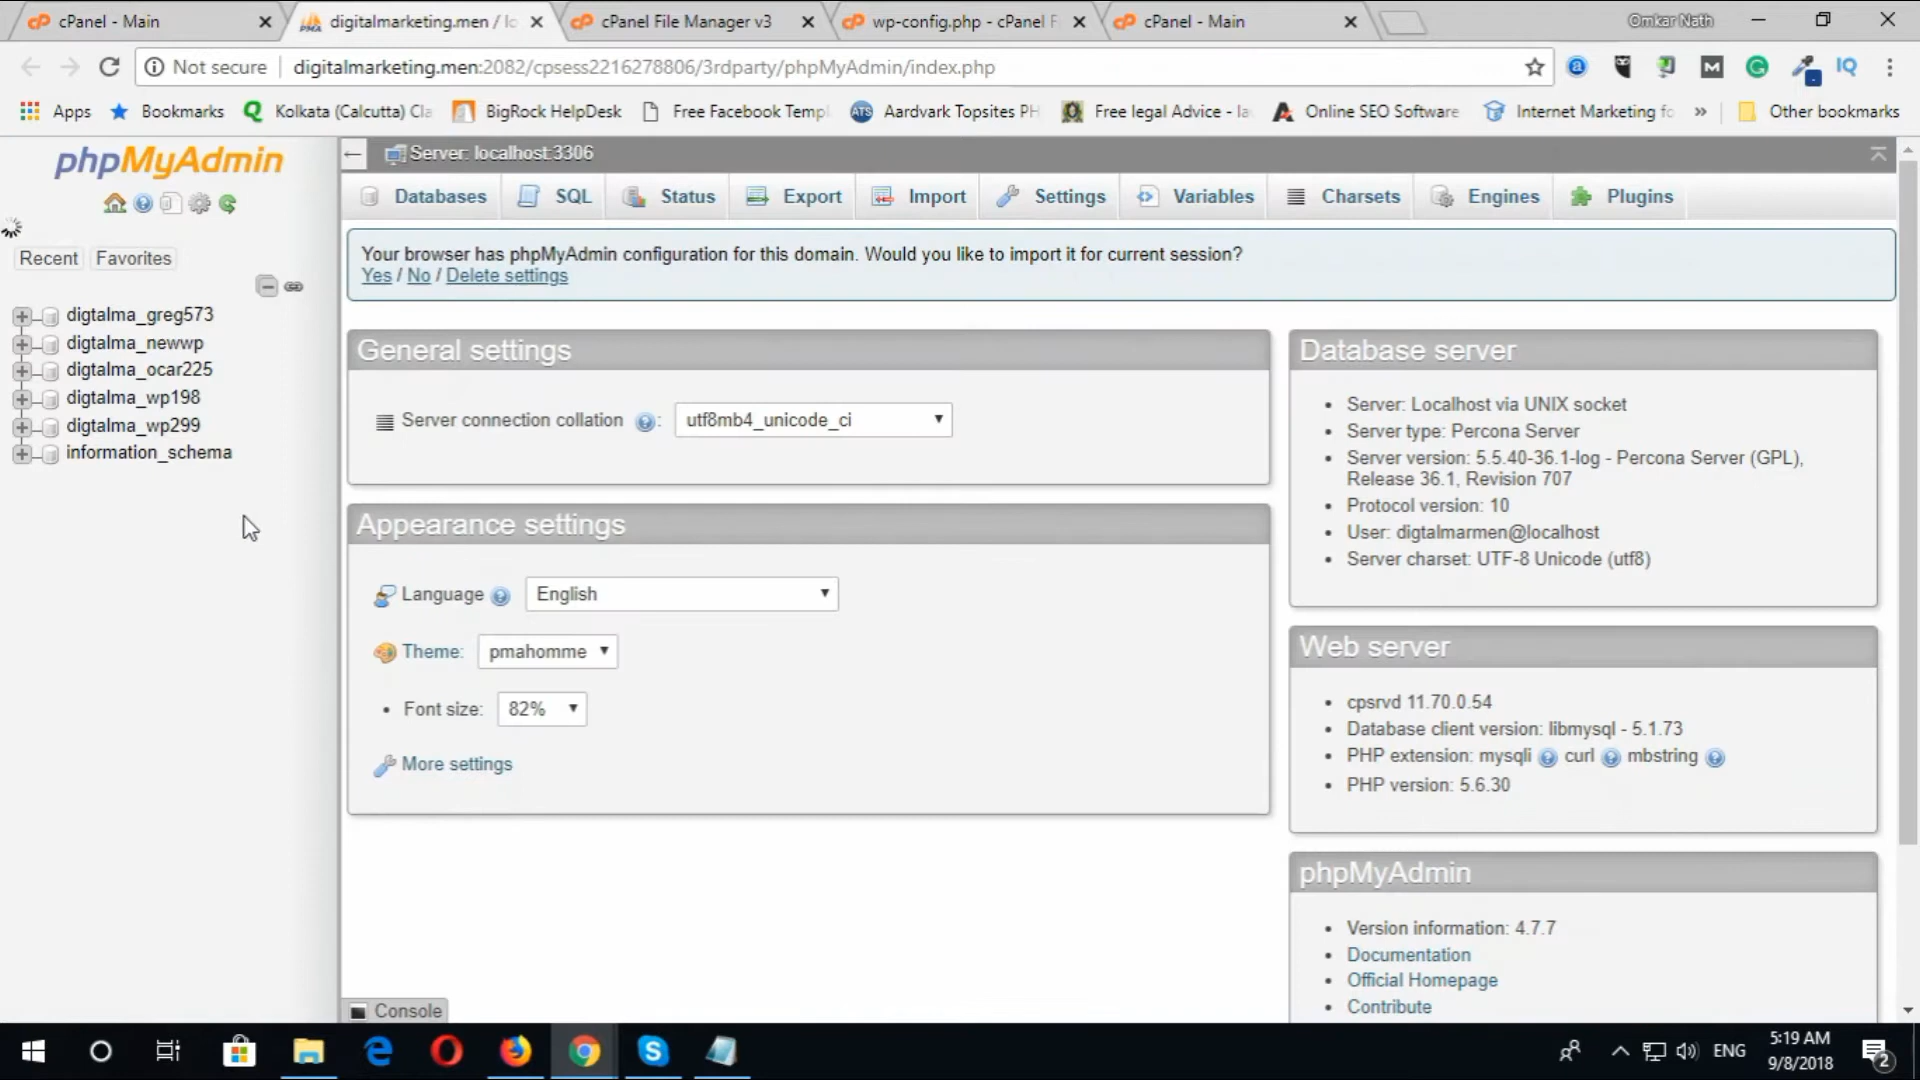 cPanel - Main
digitalmarketing.men / lo
cPanel File Manager v3
wp-config.php - cPanel F
cPanel - Main
Omkar Nath
Not secure
digitalmarketing.men:2082/cpsess2216278806/3rdparty/phpMyAdmin/index.php
Apps
Bookmarks
Kolkata (Calcutta) Cla
BigRock HelpDesk
Free Facebook Templ
Aardvark Topsites PH
Free legal Advice - la
Online SEO Software
Internet Marketing fo
»
Other bookmarks
phpMyAdmin
Recent
Favorites
digtalma_greg573
digtalma_newwp
digtalma_ocar225
digtalma_wp198
digtalma_wp299
information_schema
Server: localhost:3306
Databases
SQL
Status
Export
Import
Settings
Variables
Charsets
Engines
Plugins
Your browser has phpMyAdmin configuration for this domain. Would you like to import it for current session?
Yes / No / Delete settings
General settings
Server connection collation : utf8mb4_unicode_ci
Appearance settings
Language English
Theme: pmahomme
• Font size: 82%
More settings
Database server
• Server: Localhost via UNIX socket
• Server type: Percona Server
• Server version: 5.5.40-36.1-log - Percona Server (GPL),
Release 36.1, Revision 707
• Protocol version: 10
• User: digtalmarmen@localhost
• Server charset: UTF-8 Unicode (utf8)
Web server
• cpsrvd 11.70.0.54
• Database client version: libmysql - 5.1.73
• PHP extension: mysqli curl mbstring
• PHP version: 5.6.30
phpMyAdmin
• Version information: 4.7.7
• Documentation
• Official Homepage
• Contribute
Console
ENG
5:19 AM
9/8/2018
2